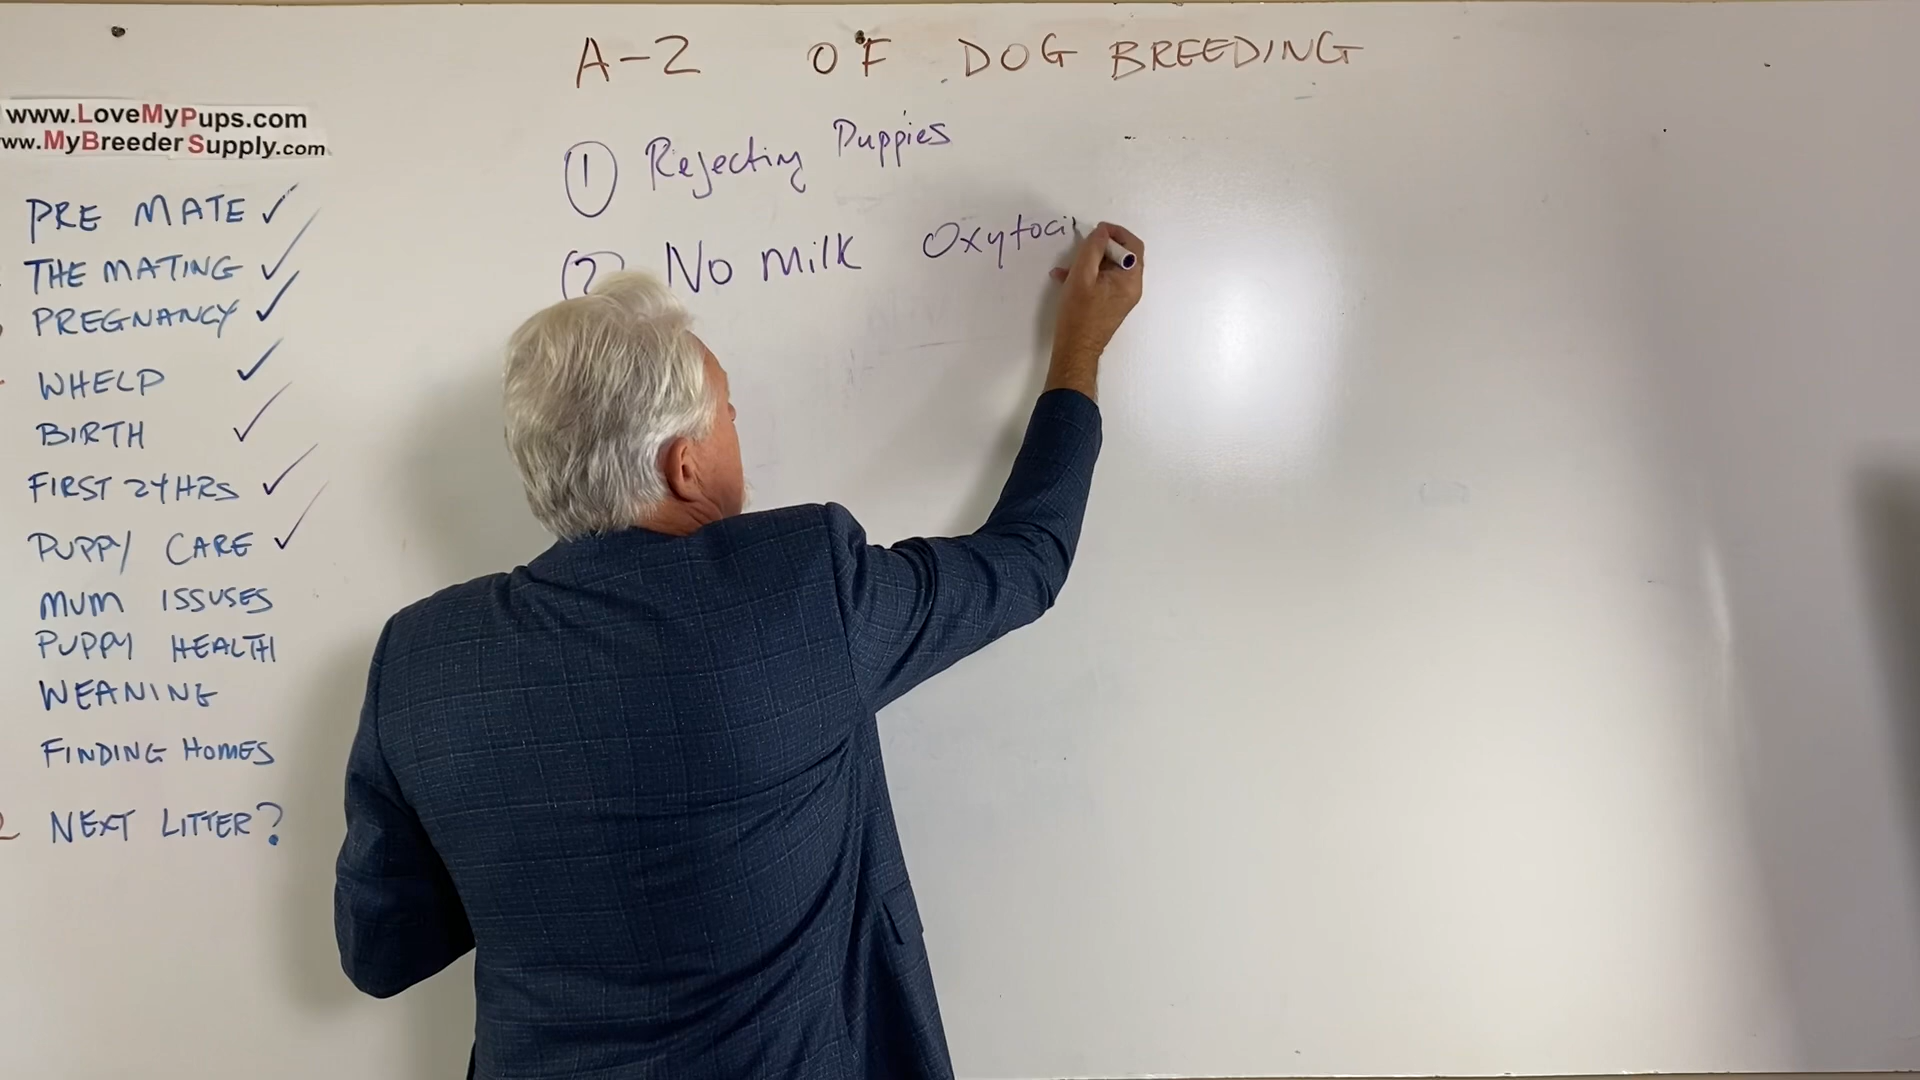 A-Z OF DOG BREEDING
www.LoveMyPups.com
ww.MyBreederSupply.com
PRE MATE ✓
THE MATING ✓
PREGNANCY ✓
WHELP ✓
BIRTH ✓
FIRST 24HRS ✓
PUPPY CARE ✓
MUM ISSUSES
PUPPY HEALTH
WEANING
FINDING HOMES
NEXT LITTER?
① Rejecting Puppies
② No Milk Oxytoci